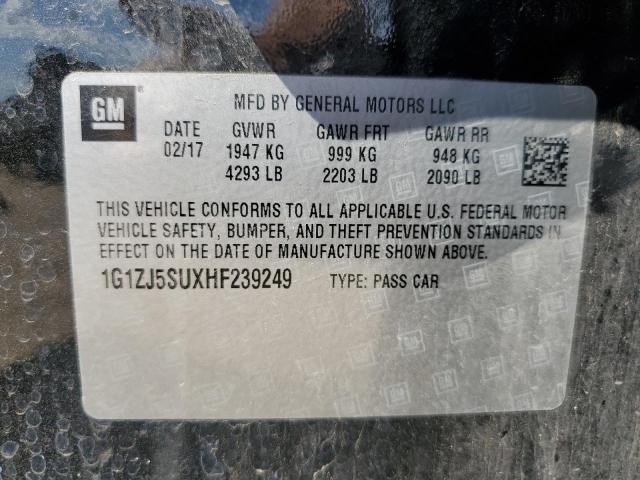 GM
MFD BY GENERAL MOTORS LLC
DATE GVWR GAWR FRT GAWR RR
02/17 1947 KG 999 KG 948 KG
4293 LB 2203 LB 2090 LB
THIS VEHICLE CONFORMS TO ALL APPLICABLE U.S. FEDERAL MOTOR
VEHICLE SAFETY, BUMPER, AND THEFT PREVENTION STANDARDS IN
EFFECT ON THE DATE OF MANUFACTURE SHOWN ABOVE.
1G1ZJ5SUXHF239249 TYPE: PASS CAR